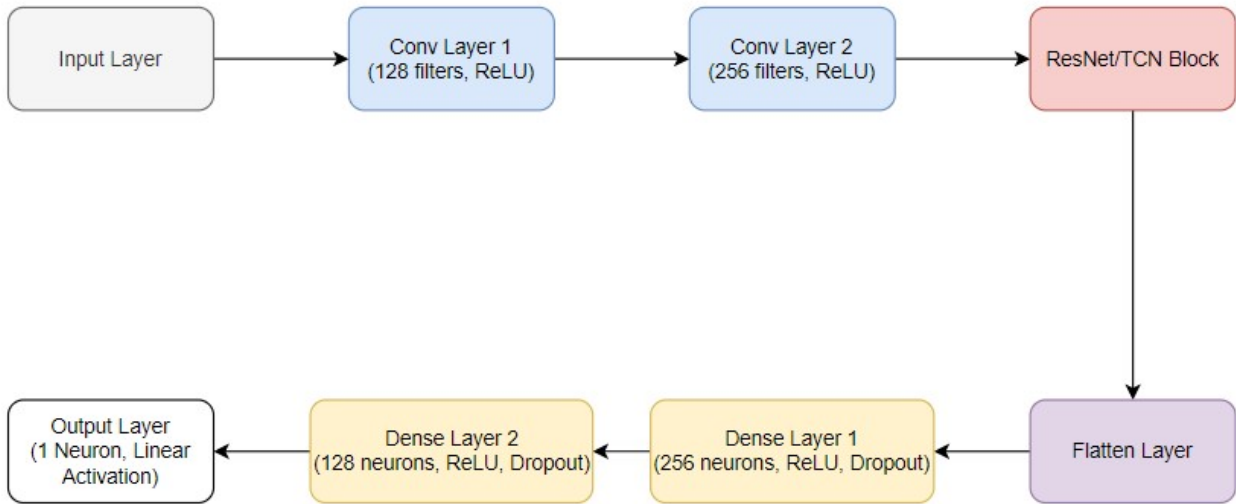 Input Layer
Conv Layer 1
(128 filters, ReLU)
Conv Layer 2
(256 filters, ReLU)
ResNet/TCN Block
Output Layer
(1 Neuron, Linear
Activation)
Dense Layer 2
(128 neurons, ReLU, Dropout)
Dense Layer 1
(256 neurons, ReLU, Dropout)
Flatten Layer